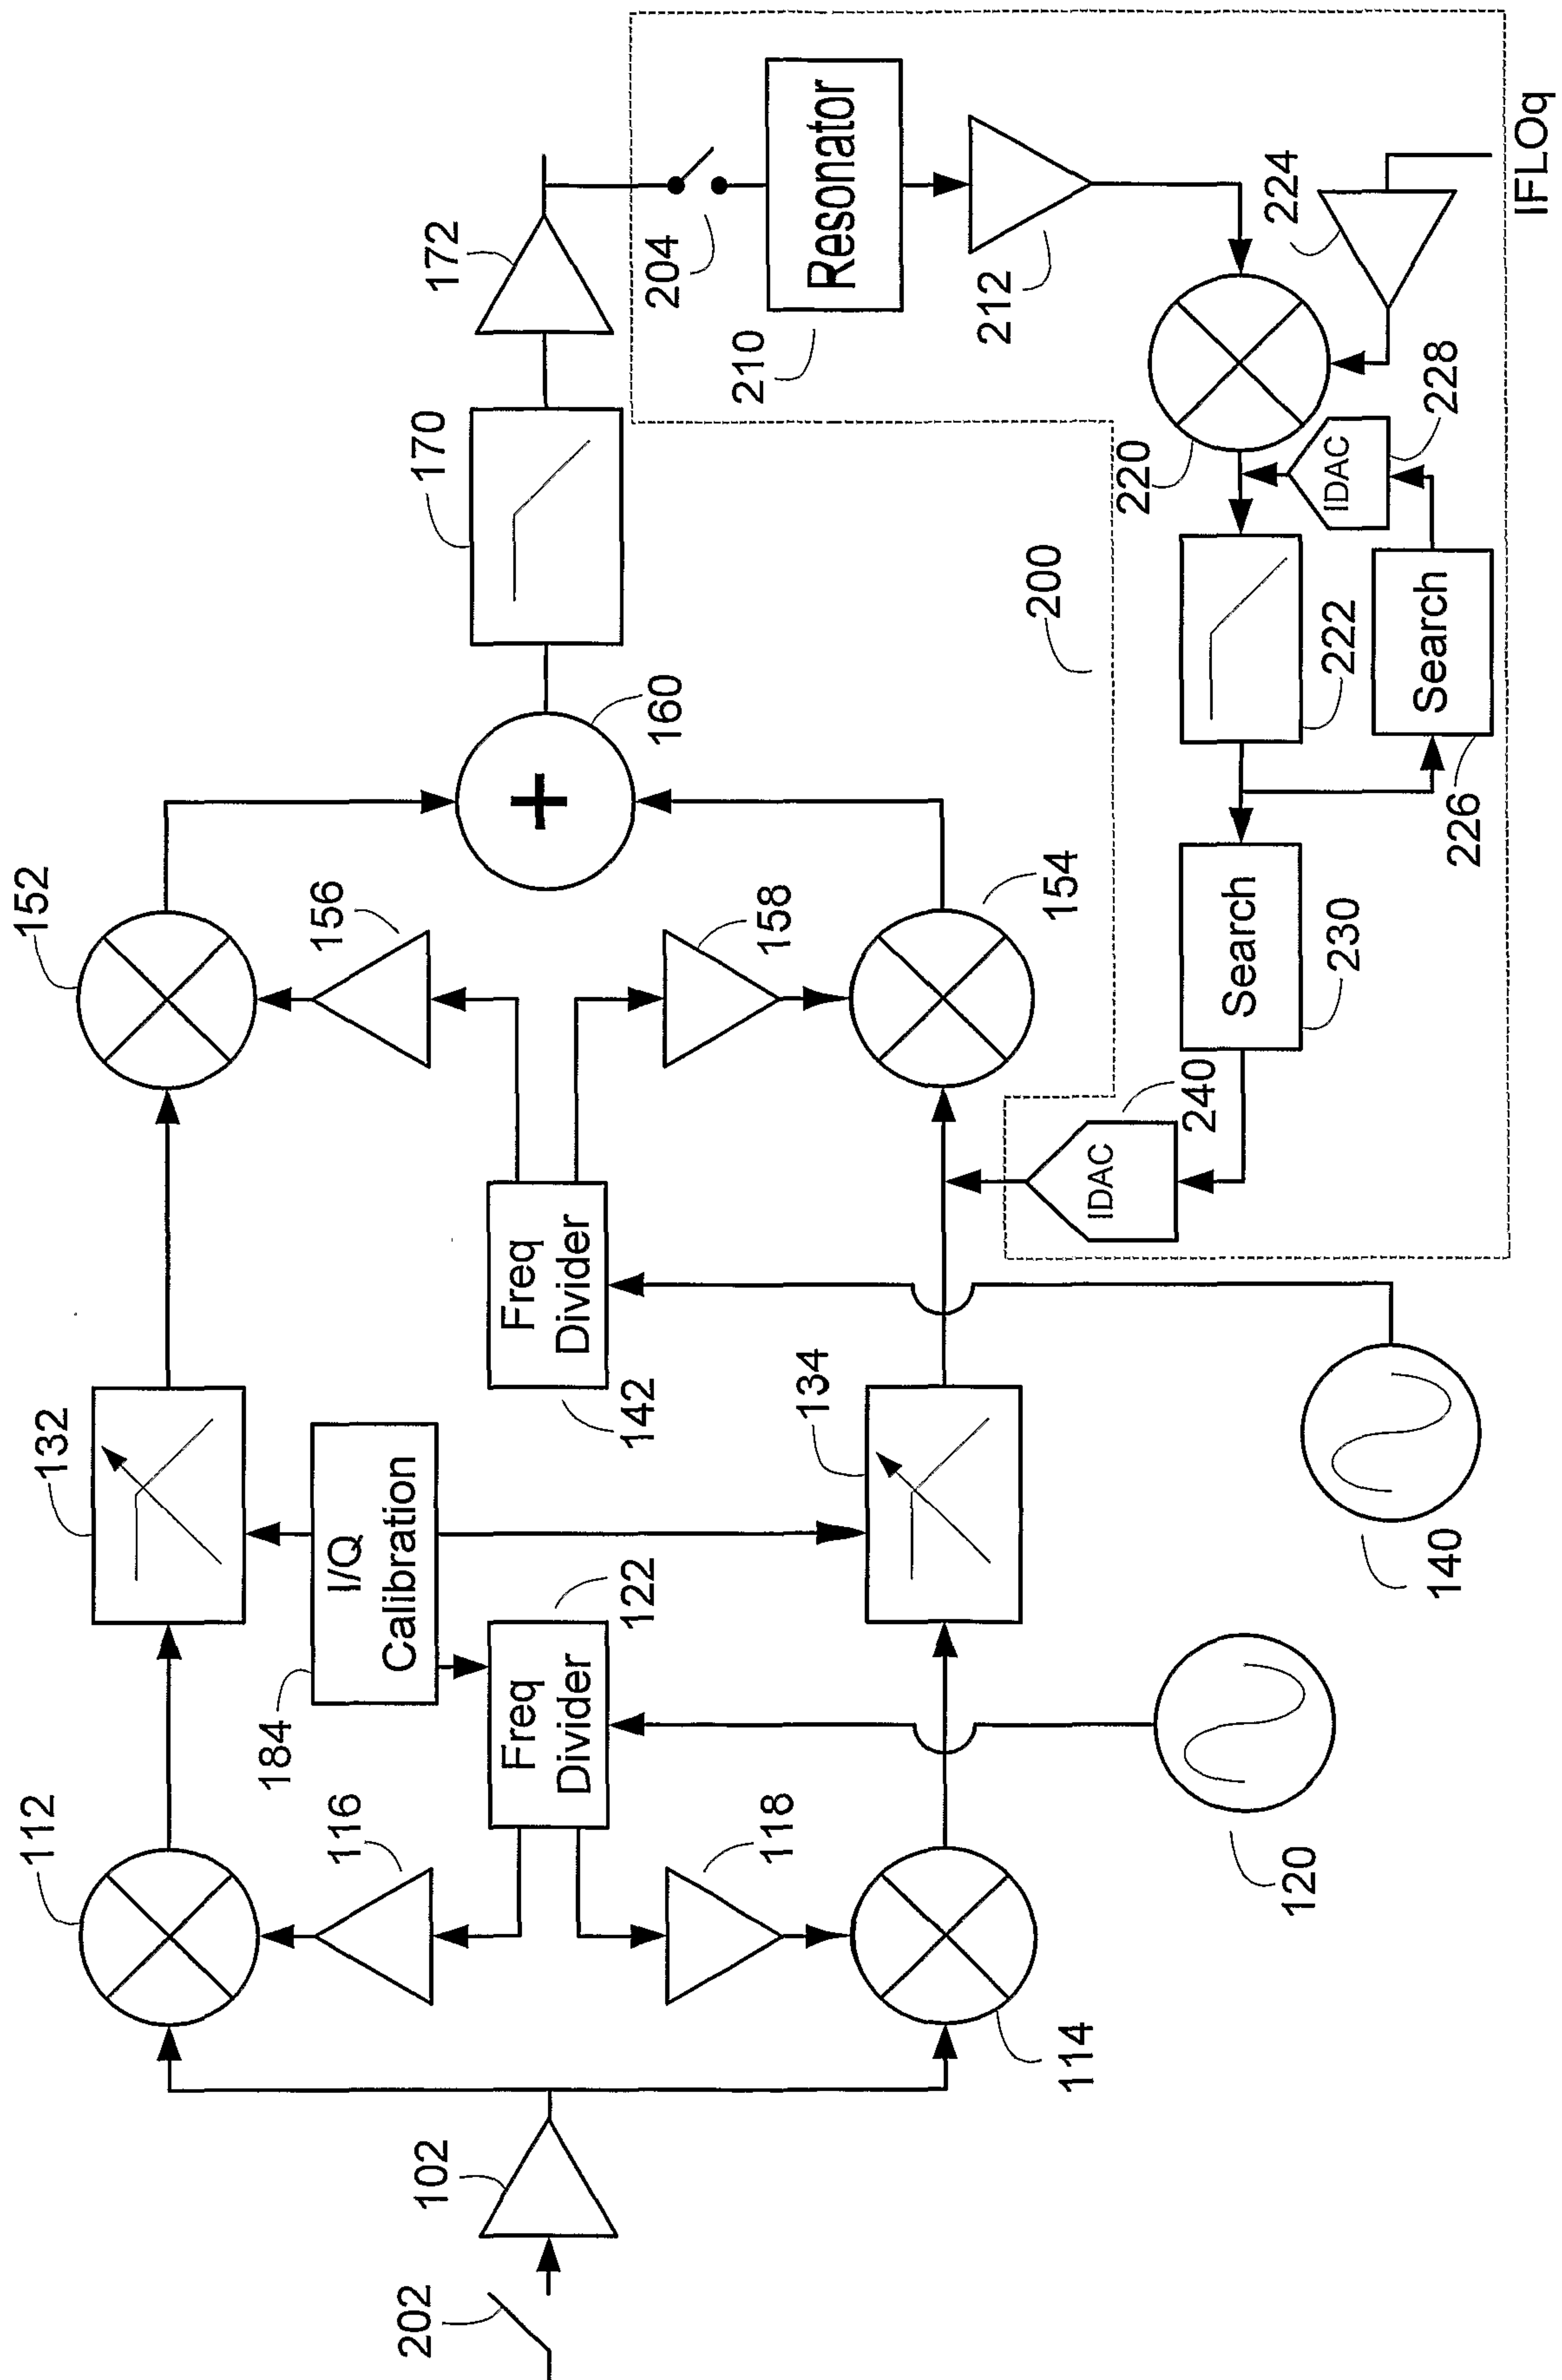 202
102
112
116
118
114
184
I/Q
Calibration
Freq
Divider
122
120
132
134
140
Freq
Divider
142
152
156
158
154
160
170
172
200
204
Resonator
210
212
220
224
IFLOq
IDAC
228
222
Search
226
Search
230
IDAC
240